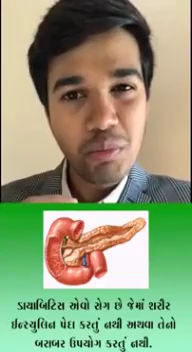 ડાયાબિટિસ એવો રોગ છે જેમાં શરીર
ઈન્સ્યુલિન પેદા કરતું નથી અથવા તેનો
બરાબર ઉપયોગ કરતું નથી.